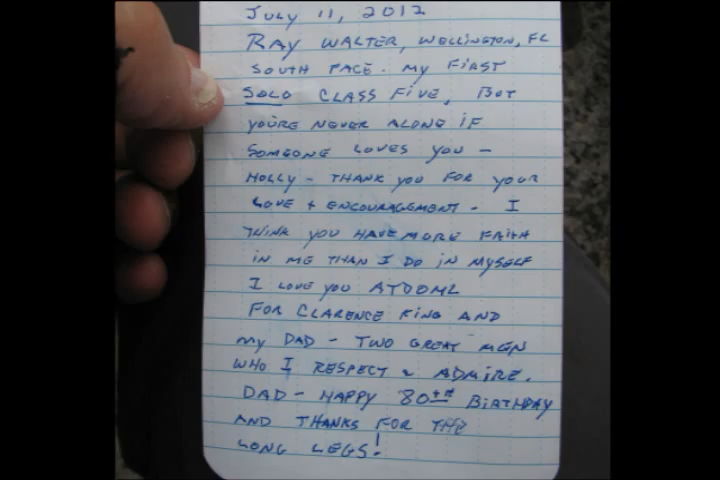 July 11, 2012
RAY WALTER, WELLINGTON, FL
SOUTH FACE. MY FIRST
SOLO CLASS FIVE, BUT
YOU'RE NEVER ALONE IF
SOMEONE LOVES YOU -
HOLLY - THANK YOU FOR YOUR
LOVE + ENCOURAGEMENT - I
THINK YOU HAVE MORE FAITH
IN ME THAN I DO IN MYSELF
I LOVE YOU ATDOML
FOR CLARENCE KING AND
MY DAD - TWO GREAT MEN
WHO I RESPECT & ADMIRE.
DAD - HAPPY 80TH BIRTHDAY
AND THANKS FOR THE
LONG LEGS!